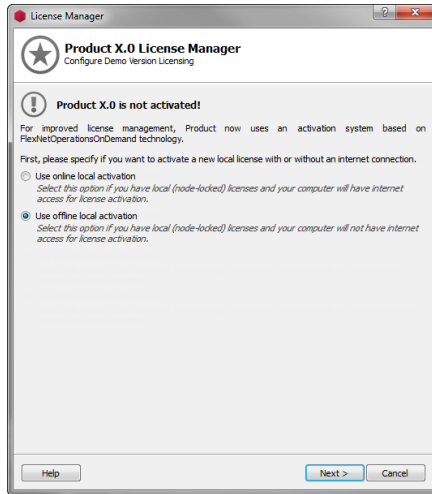 License Manager
Product X.0 License Manager
Configure Demo Version Licensing
Product X.0 is not activated!
For improved license management, Product now uses an activation system based on
FlexNetOperationsOnDemand technology.
First, please specify if you want to activate a new local license with or without an internet connection.
Use online local activation
Select this option if you have local (node-locked) licenses and your computer will have internet
access for license activation.
Use offline local activation
Select this option if you have local (node-locked) licenses and your computer will not have internet
access for license activation.
Help
Next >
Cancel